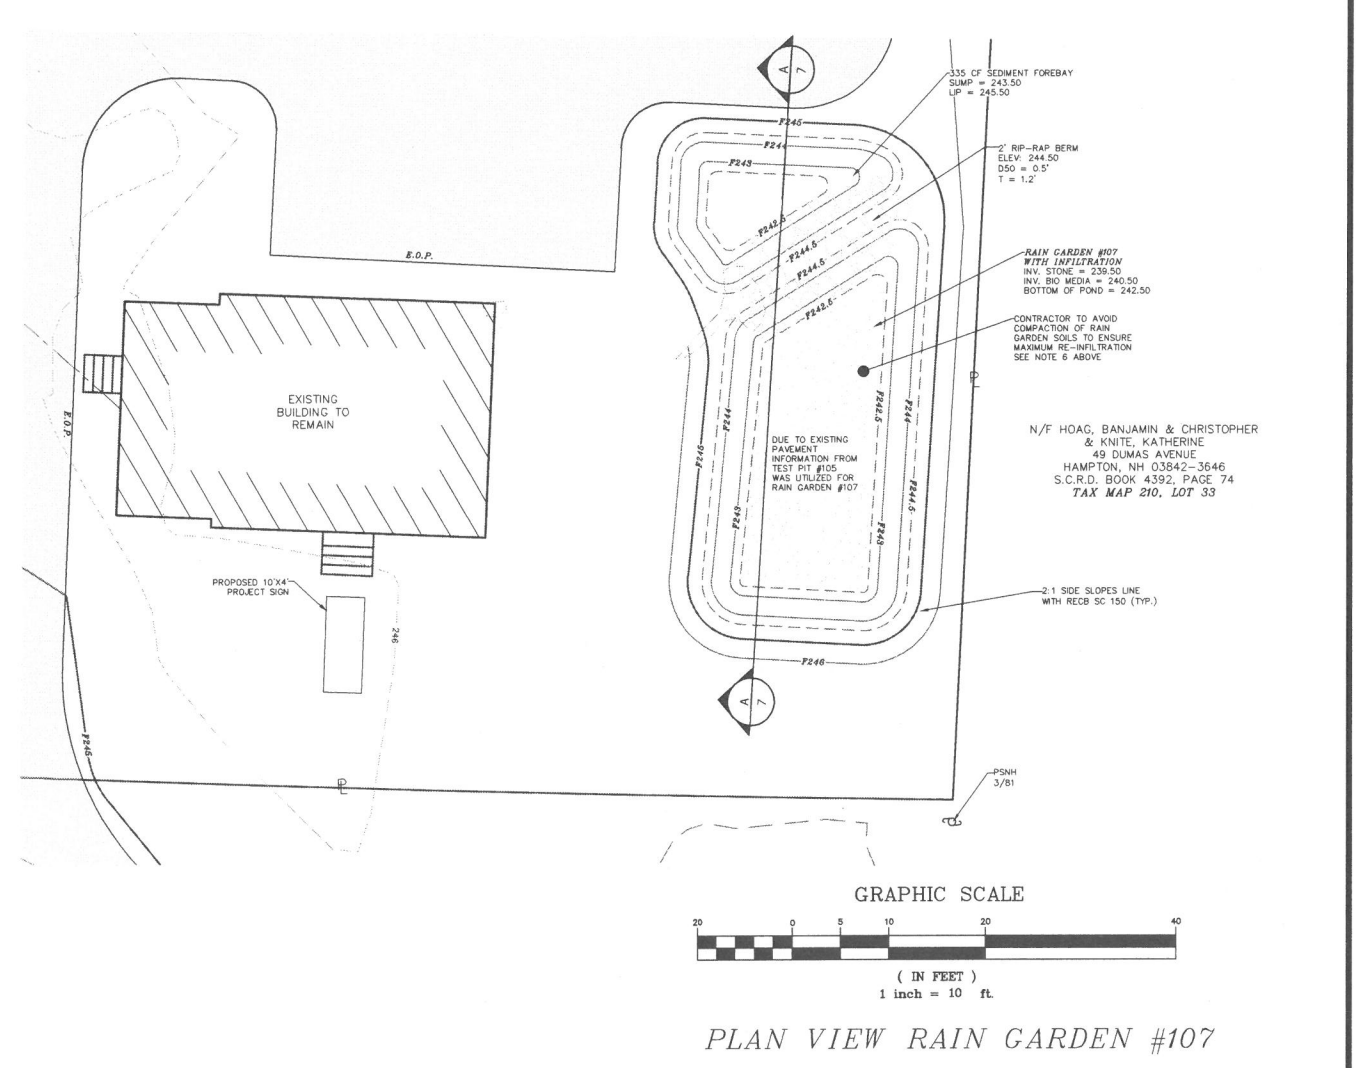 A
7
335 CF SEDIMENT FOREBAY
SUMP = 243.50
LIP = 245.50
F245
F244
F243
2' RIP-RAP BERM
ELEV: 244.50
D50 = 0.5'
T = 1.2'
F242.5
F244.5
F244.5
F242.5
E.O.P.
RAIN GARDEN #107
WITH INFILTRATION
INV. STONE = 239.50
INV. BIO MEDIA = 240.50
BOTTOM OF POND = 242.50
CONTRACTOR TO AVOID
COMPACTION OF RAIN
GARDEN SOILS TO ENSURE
MAXIMUM RE-INFILTRATION
SEE NOTE 6 ABOVE
PL
EXISTING
BUILDING TO
REMAIN
E.O.P.
F242.5
F244
F244
F245
DUE TO EXISTING
PAVEMENT
INFORMATION FROM
TEST PIT #105
WAS UTILIZED FOR
RAIN GARDEN #107
N/F HOAG, BANJAMIN & CHRISTOPHER
& KNITE, KATHERINE
49 DUMAS AVENUE
HAMPTON, NH 03842-3646
S.C.R.D. BOOK 4392, PAGE 74
TAX MAP 210, LOT 33
F244.5
F243
F243
PROPOSED 10'X4'
PROJECT SIGN
2:1 SIDE SLOPES LINE
WITH RECB SC 150 (TYP.)
246
F246
A
7
F245
PL
PSNH
3/81
GRAPHIC SCALE
20 0 5 10 20 40
( IN FEET )
1 inch = 10 ft.
PLAN VIEW RAIN GARDEN #107